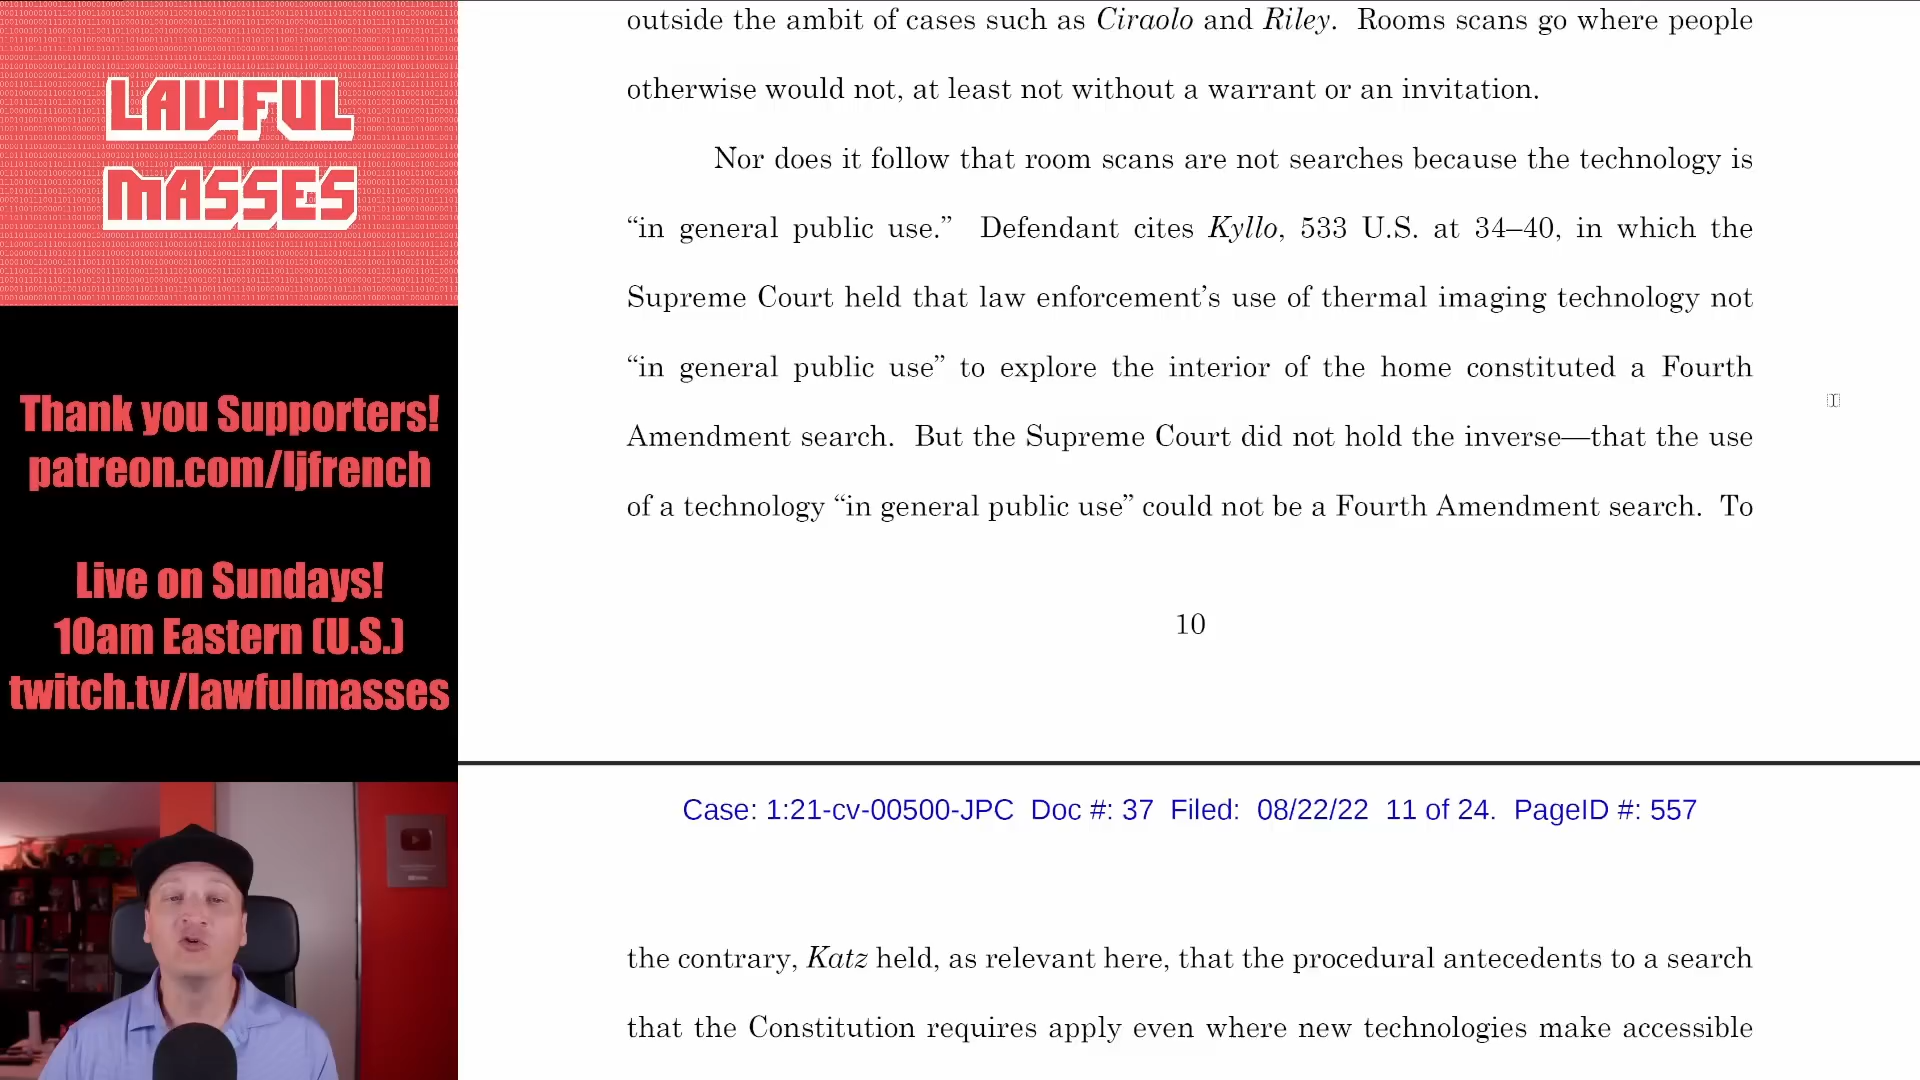 LAWFUL
MASSES
Thank you Supporters!
patreon.com/ljfrench
Live on Sundays!
10am Eastern (U.S.)
twitch.tv/lawfulmasses
outside the ambit of cases such as Ciraolo and Riley.  Rooms scans go where people
otherwise would not, at least not without a warrant or an invitation.
Nor does it follow that room scans are not searches because the technology is
“in general public use.”  Defendant cites Kyllo, 533 U.S. at 34–40, in which the
Supreme Court held that law enforcement’s use of thermal imaging technology not
“in general public use” to explore the interior of the home constituted a Fourth
Amendment search.  But the Supreme Court did not hold the inverse—that the use
of a technology “in general public use” could not be a Fourth Amendment search.  To
10
Case: 1:21-cv-00500-JPC  Doc #: 37  Filed:  08/22/22  11 of 24.  PageID #: 557
the contrary, Katz held, as relevant here, that the procedural antecedents to a search
that the Constitution requires apply even where new technologies make accessible